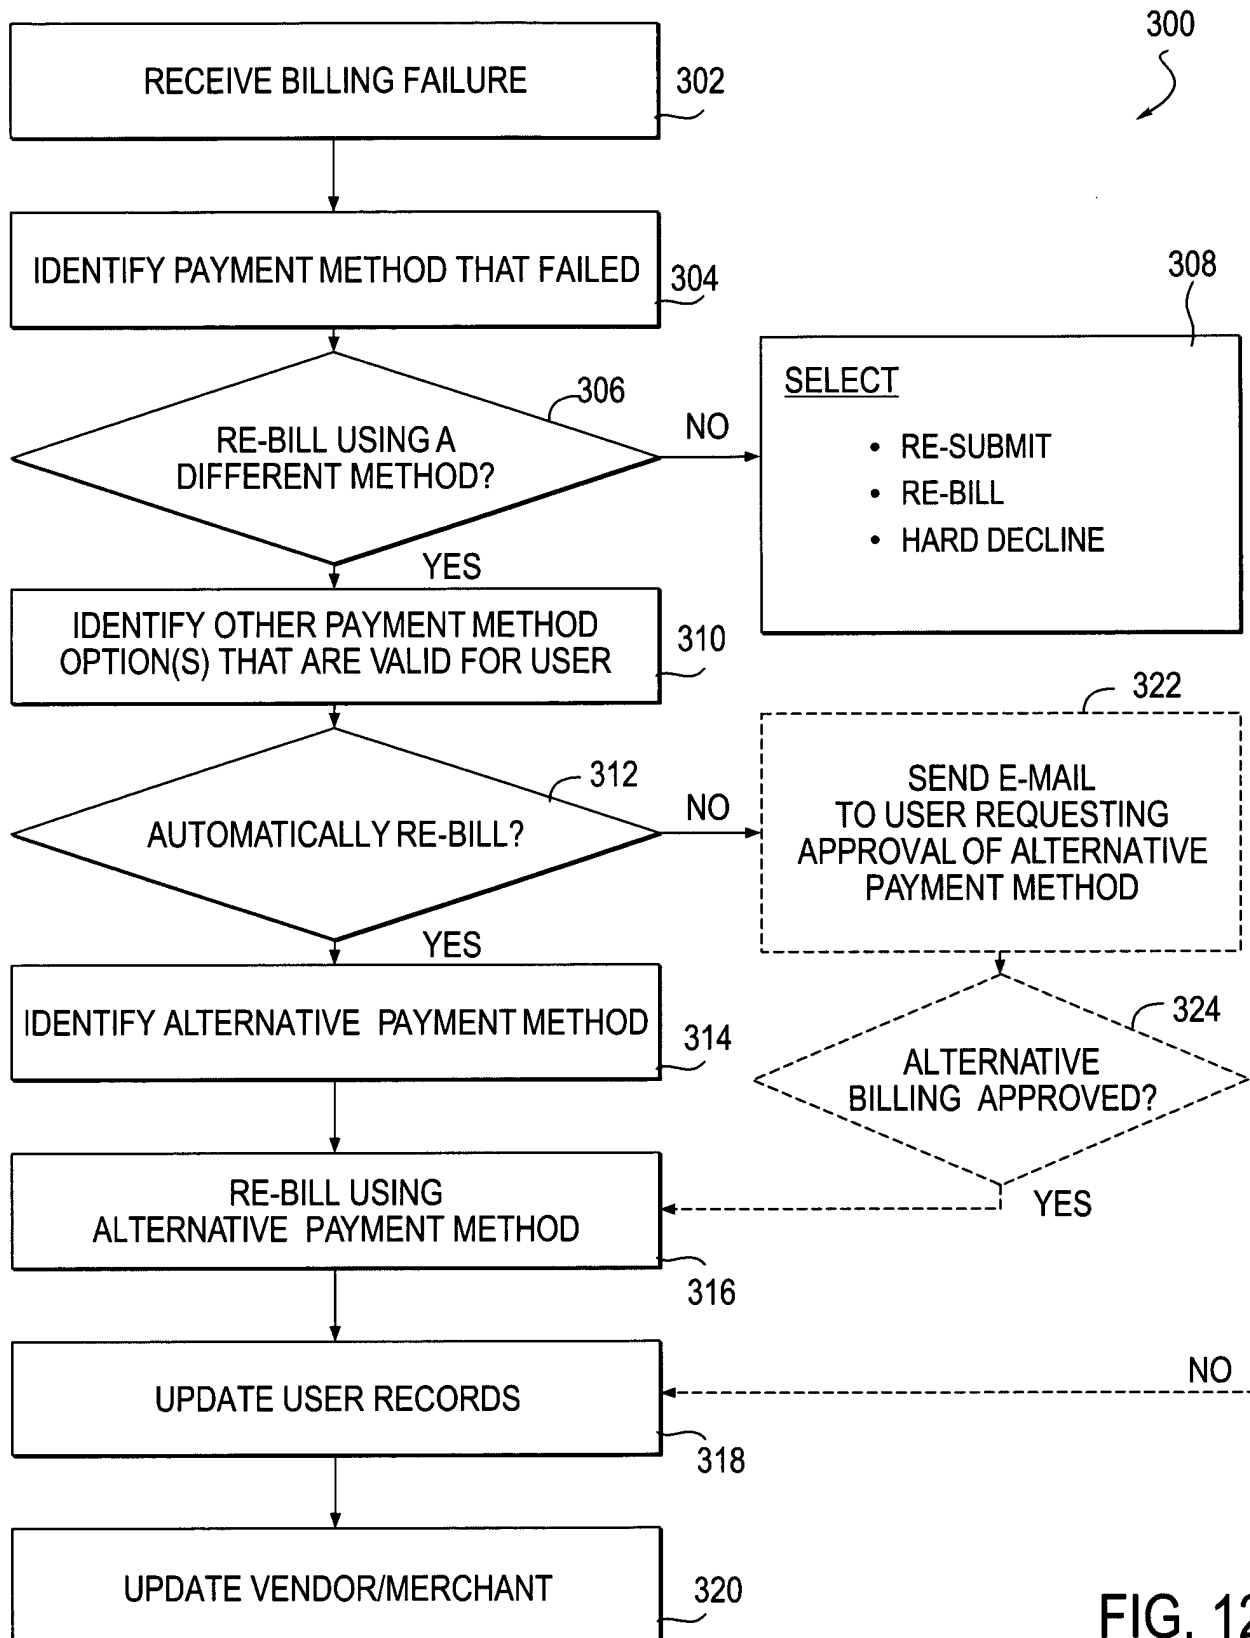 300
RECEIVE BILLING FAILURE
302
IDENTIFY PAYMENT METHOD THAT FAILED
304
308
SELECT
• RE-SUBMIT
• RE-BILL
• HARD DECLINE
306
RE-BILL USING A
DIFFERENT METHOD?
NO
YES
IDENTIFY OTHER PAYMENT METHOD
OPTION(S) THAT ARE VALID FOR USER
310
312
AUTOMATICALLY RE-BILL?
NO
YES
322
SEND E-MAIL
TO USER REQUESTING
APPROVAL OF ALTERNATIVE
PAYMENT METHOD
IDENTIFY ALTERNATIVE PAYMENT METHOD
314
324
ALTERNATIVE
BILLING APPROVED?
YES
RE-BILL USING
ALTERNATIVE PAYMENT METHOD
316
NO
UPDATE USER RECORDS
318
UPDATE VENDOR/MERCHANT
320
FIG. 12